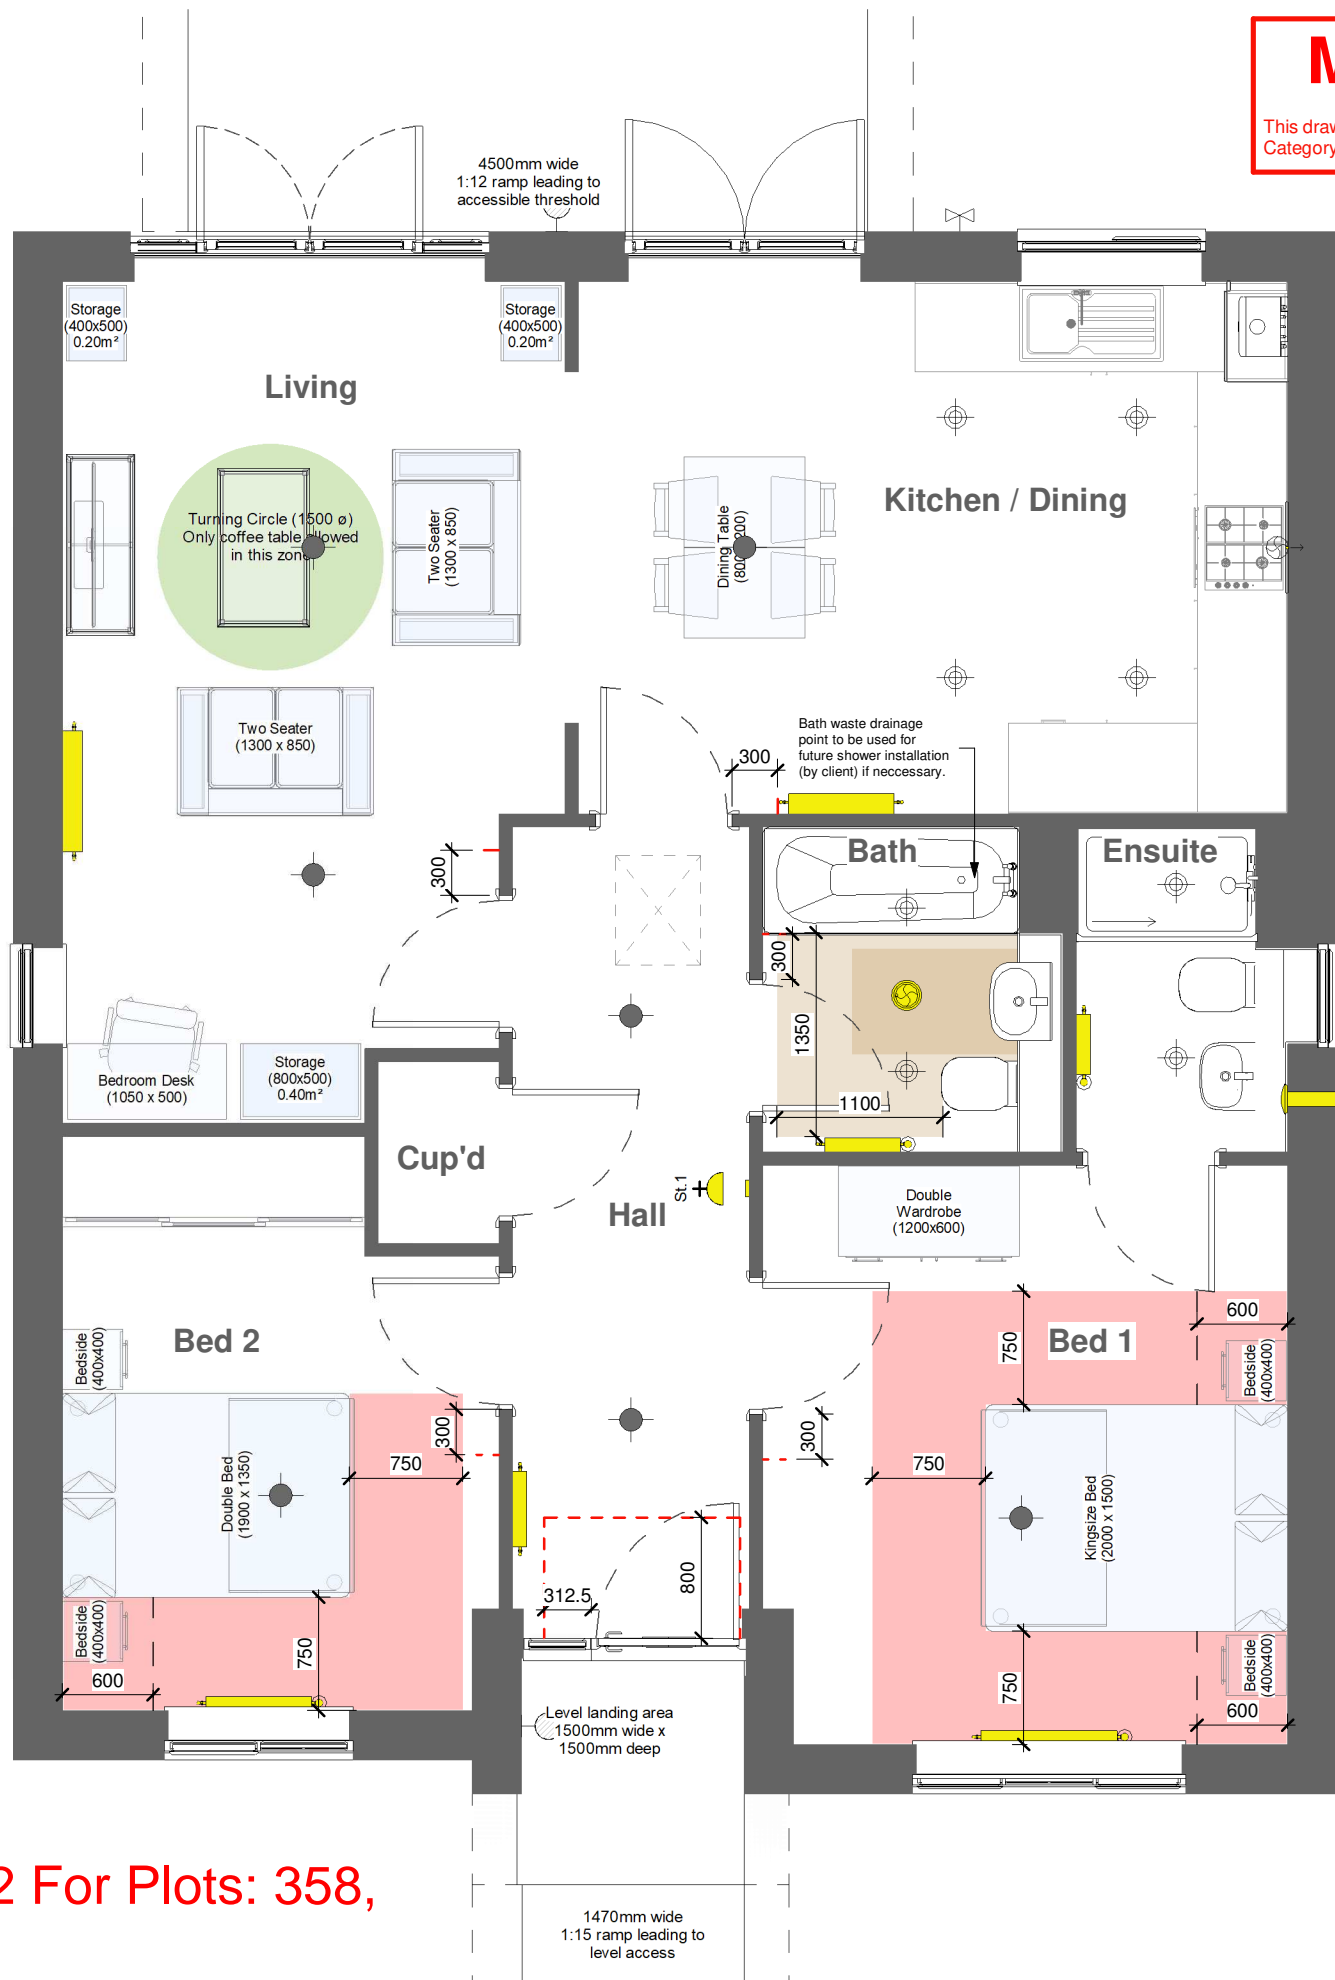 M
This draw
Category
4500mm wide
1:12 ramp leading to
accessible threshold
Storage
(400x500)
0.20m²
Storage
(400x500)
0.20m²
Living
Kitchen / Dining
Turning Circle (1500 ø)
Only coffee table allowed
in this zone
Two Seater
(1300 x 850)
Dining Table
Two Seater
(1300 x 850)
Bath waste drainage
point to be used for
future shower installation
(by client) if neccessary.
300
Bath
Ensuite
300
300
1350
1100
Bedroom Desk
(1050 x 500)
Storage
(800x500)
0.40m²
Cup'd
Hall
St.1
Double
Wardrobe
(1200x600)
Bed 2
Bed 1
Bedside
(400x400)
750
600
Bedside
(400x400)
300
750
Double Bed
(1900 x 1350)
300
750
Kingsize Bed
(2000 x 1500)
312.5
800
Bedside
(400x400)
600
750
750
Bedside
(400x400)
600
Level landing area
1500mm wide x
1500mm deep
2 For Plots: 358,
1470mm wide
1:15 ramp leading to
level access